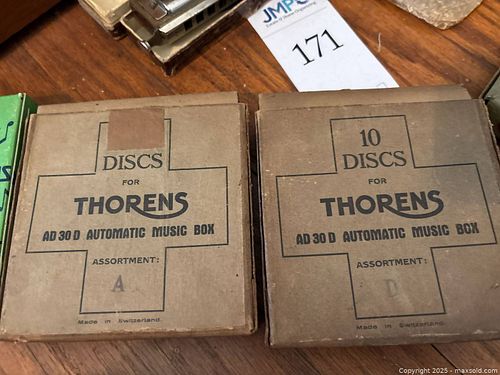 JMPC
171
DISCS
FOR
THORENS
AD 30 D AUTOMATIC MUSIC BOX
ASSORTMENT:
A
Made in Switzerland.
10
DISCS
FOR
THORENS
AD 30 D AUTOMATIC MUSIC BOX
ASSORTMENT:
D
Made in Switzerland.
Copyright © 2025 - maxsold.com